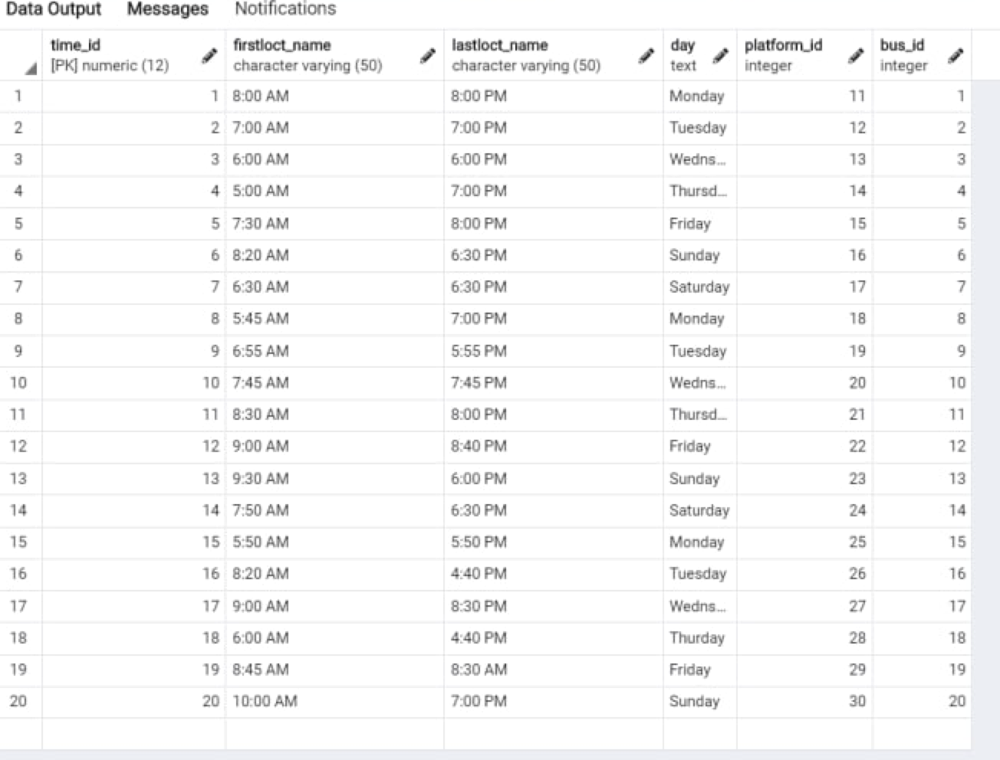 Data Output Messages Notifications
time_id firstloct_name lastloct_name day platform_id bus_id
[PK] numeric (12) character varying (50) character varying (50) text integer integer
1 1 8:00 AM 8:00 PM Monday 11 1
2 2 7:00 AM 7:00 PM Tuesday 12 2
3 3 6:00 AM 6:00 PM Wedns... 13 3
4 4 5:00 AM 7:00 PM Thursd... 14 4
5 5 7:30 AM 8:00 PM Friday 15 5
6 6 8:20 AM 6:30 PM Sunday 16 6
7 7 6:30 AM 6:30 PM Saturday 17 7
8 8 5:45 AM 7:00 PM Monday 18 8
9 9 6:55 AM 5:55 PM Tuesday 19 9
10 10 7:45 AM 7:45 PM Wedns... 20 10
11 11 8:30 AM 8:00 PM Thursd... 21 11
12 12 9:00 AM 8:40 PM Friday 22 12
13 13 9:30 AM 6:00 PM Sunday 23 13
14 14 7:50 AM 6:30 PM Saturday 24 14
15 15 5:50 AM 5:50 PM Monday 25 15
16 16 8:20 AM 4:40 PM Tuesday 26 16
17 17 9:00 AM 8:30 PM Wedns... 27 17
18 18 6:00 AM 4:40 PM Thurday 28 18
19 19 8:45 AM 8:30 AM Friday 29 19
20 20 10:00 AM 7:00 PM Sunday 30 20